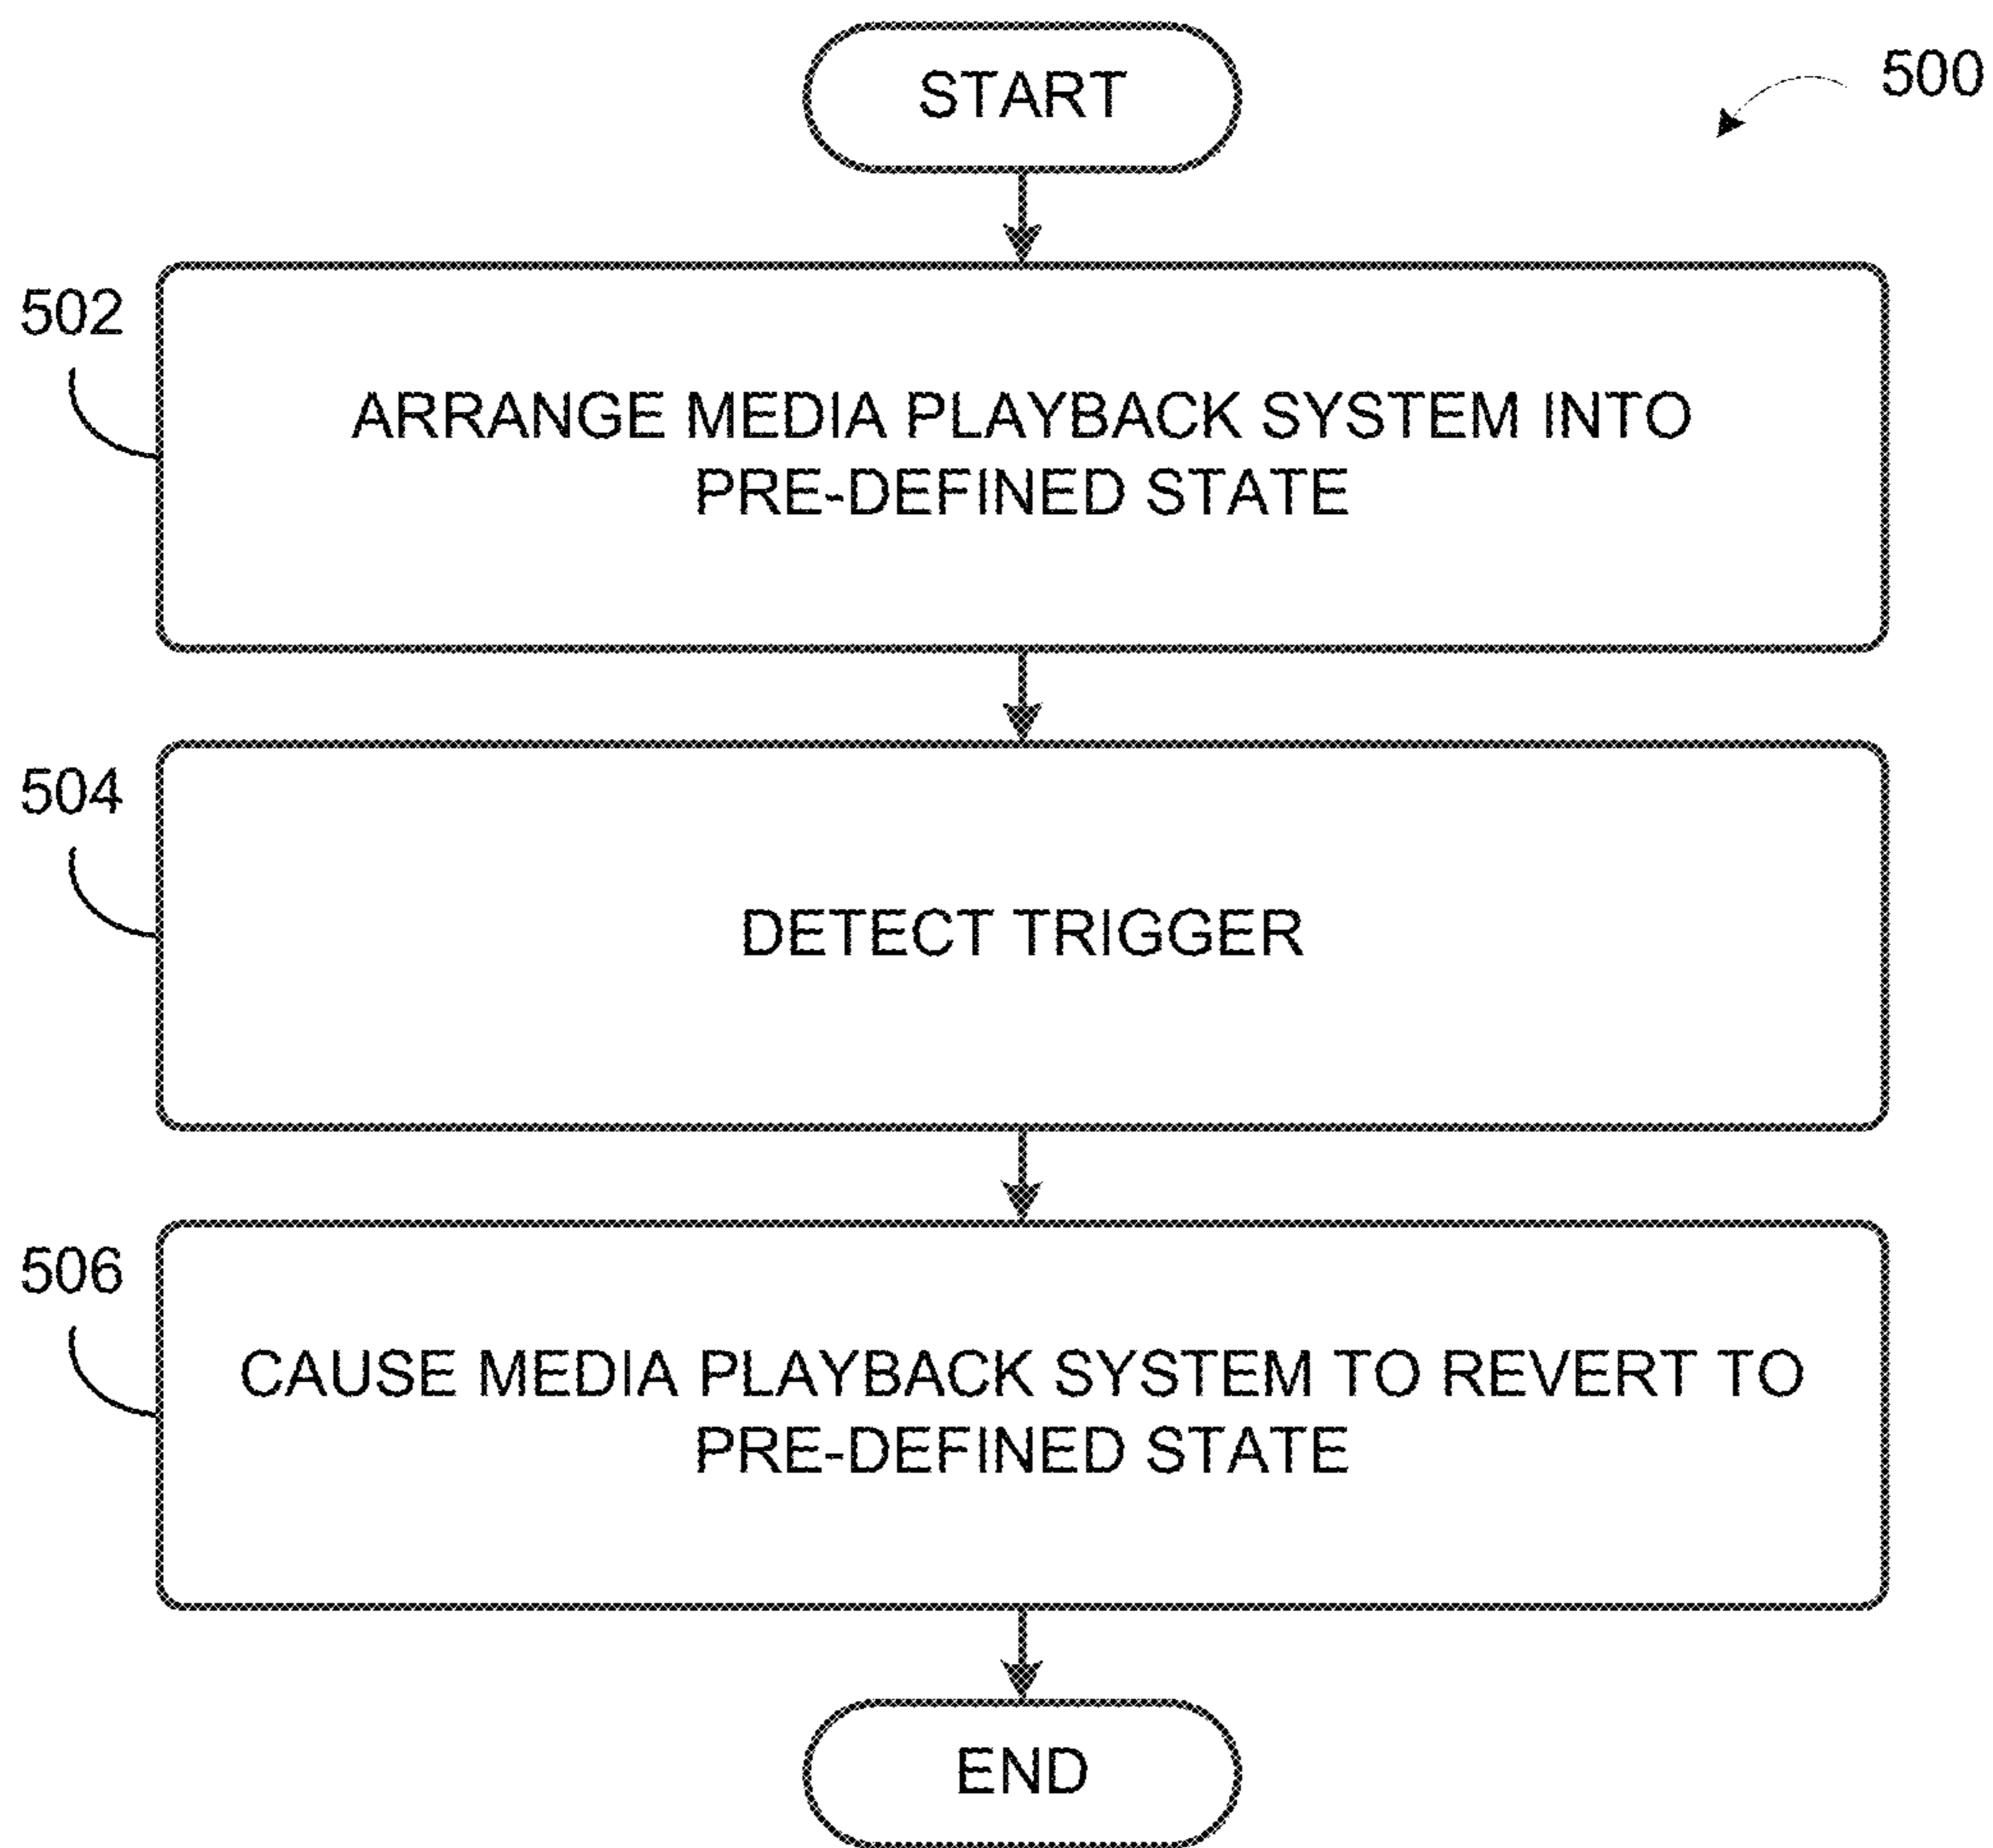 START
500
502
ARRANGE MEDIA PLAYBACK SYSTEM INTO
PRE-DEFINED STATE
504
DETECT TRIGGER
506
CAUSE MEDIA PLAYBACK SYSTEM TO REVERT TO
PRE-DEFINED STATE
END